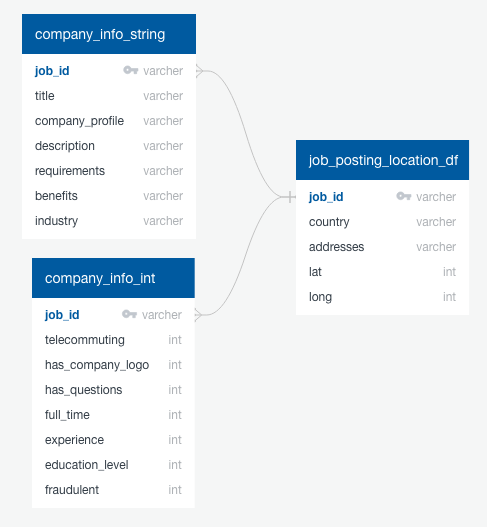 company_info_string
job_id varcher
title varcher
company_profile varcher
description varcher
requirements varcher
benefits varcher
industry varcher
job_posting_location_df
job_id varcher
country varcher
addresses varcher
lat int
long int
company_info_int
job_id varcher
telecommuting int
has_company_logo int
has_questions int
full_time int
experience int
education_level int
fraudulent int